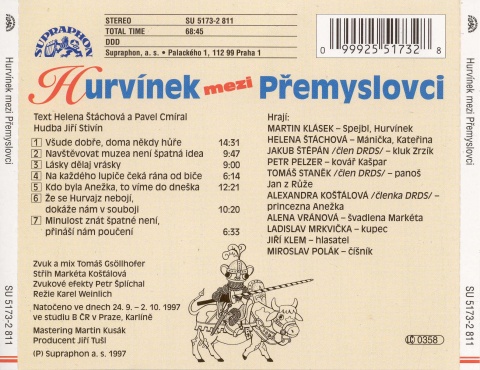 Hurvínek mezi Přemyslovci
SU 5173-2 811
SUPRAPHON
STEREO SU 5173-2 811
TOTAL TIME 68:45
DDD
Supraphon, a. s. • Palackého 1, 112 99 Praha 1
0 99925 51732 8
Hurvínek mezi Přemyslovci
Text Helena Štáchová a Pavel Cmíral
Hudba Jiří Stivín
1 Všude dobře, doma někdy hůře 14:31
2 Navštěvovat muzea není špatná idea 9:47
3 Lásky dělaj vrásky 9:00
4 Na každého lupiče čeká rána od biče 6:14
5 Kdo byla Anežka, to víme do dneška 12:21
6 Že se Hurvajz nebojí,
dokáže nám v souboji 10:20
7 Minulost znát špatné není,
přináší nám poučení 6:33
Zvuk a mix Tomáš Gsöllhofer
Střih Markéta Košťálová
Zvukové efekty Petr Šplíchal
Režie Karel Weinlich
Natočeno ve dnech 24. 9. – 2. 10. 1997
ve studiu B ČR v Praze, Karlíně
Mastering Martin Kusák
Producent Jiří Tušl
(P) Supraphon a. s., 1997
Hrají:
MARTIN KLÁSEK – Spejbl, Hurvínek
HELENA ŠTÁCHOVÁ – Mánička, Kateřina
JAKUB ŠTĚPÁN /člen DRDS/ – kluk Zrzík
PETR PELZER – kovář Kašpar
TOMÁŠ STANĚK /člen DRDS/ – panoš
Jan z Růže
ALEXANDRA KOŠŤÁLOVÁ /členka DRDS/ –
princezna Anežka
ALENA VRÁNOVÁ – švadlena Markéta
LADISLAV MRKVIČKA – kupec
JIŘÍ KLEM – hlasatel
MIROSLAV POLÁK – číšník
LC 0358
Hurvínek mezi Přemyslovci
SU 5173-2 811